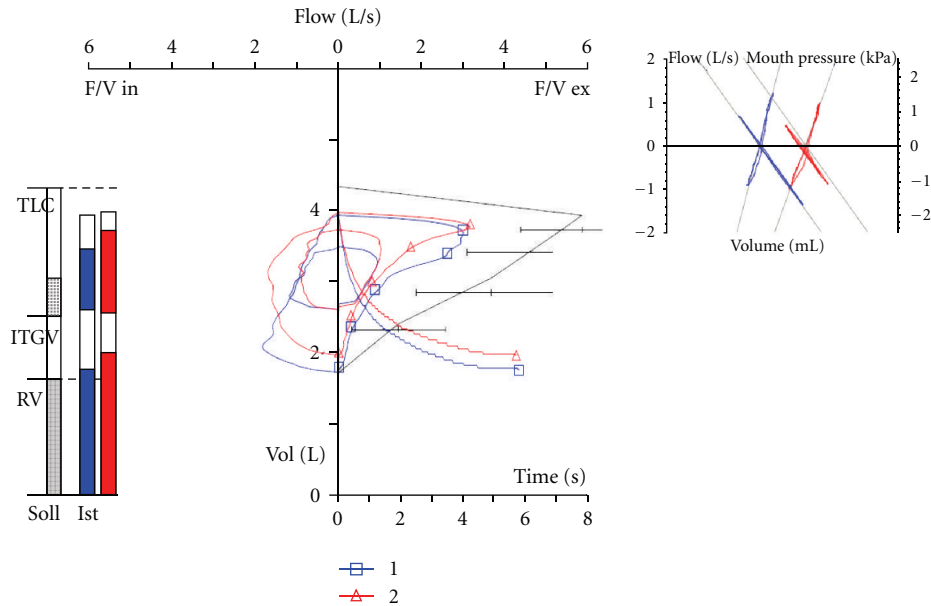 Flow (L/s)
6 4 2 0 2 4 6
F/V in F/V ex
TLC
ITGV
RV
Soll Ist
4
2
0
Vol (L)
Time (s)
0 2 4 6 8
1
2
Flow (L/s) Mouth pressure (kPa)
2
1
0
−1
−2
2
1
0
−1
−2
Volume (mL)